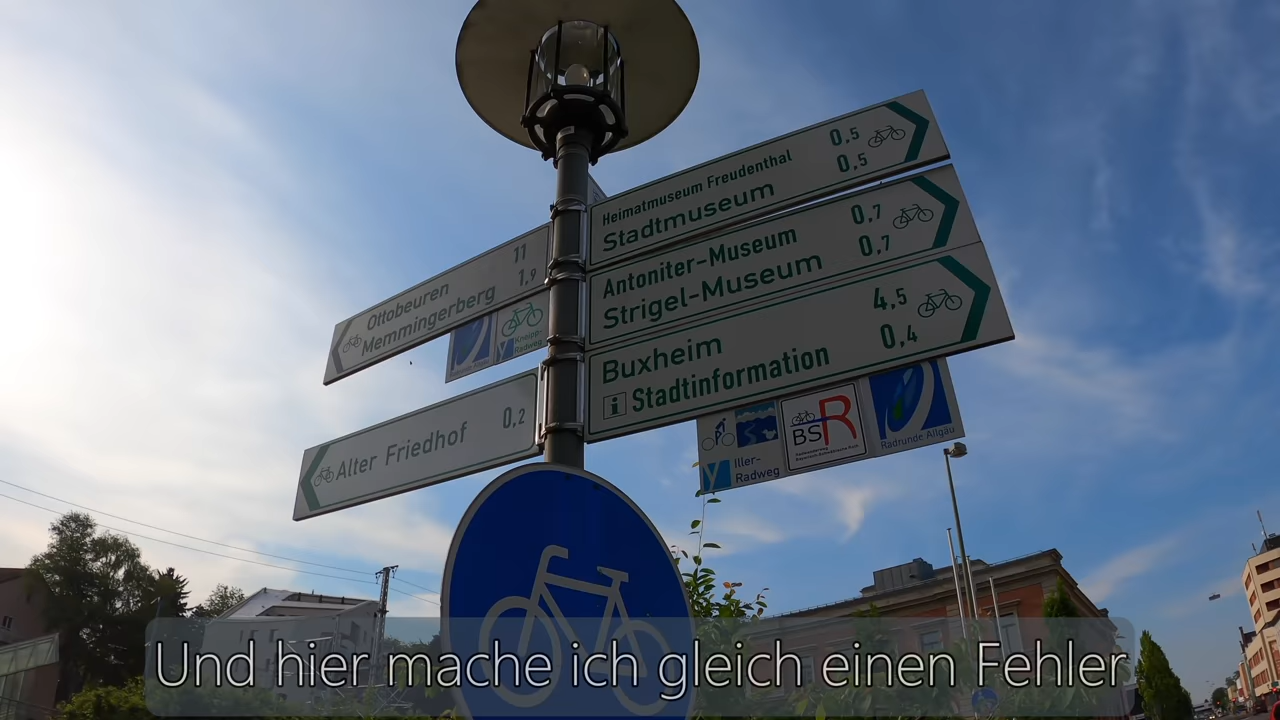 Heimatmuseum Freudenthal 0,5
Stadtmuseum 0,5
Antoniter-Museum 0,7
Strigel-Museum 0,7
Buxheim 4,5
i Stadtinformation 0,4
Ottobeuren 11
Memmingerberg 1,9
Kneipp-
Radweg
Alter Friedhof 0,2
Iller-
Radweg
BSR
Radrunde Allgäu
Und hier mache ich gleich einen Fehler